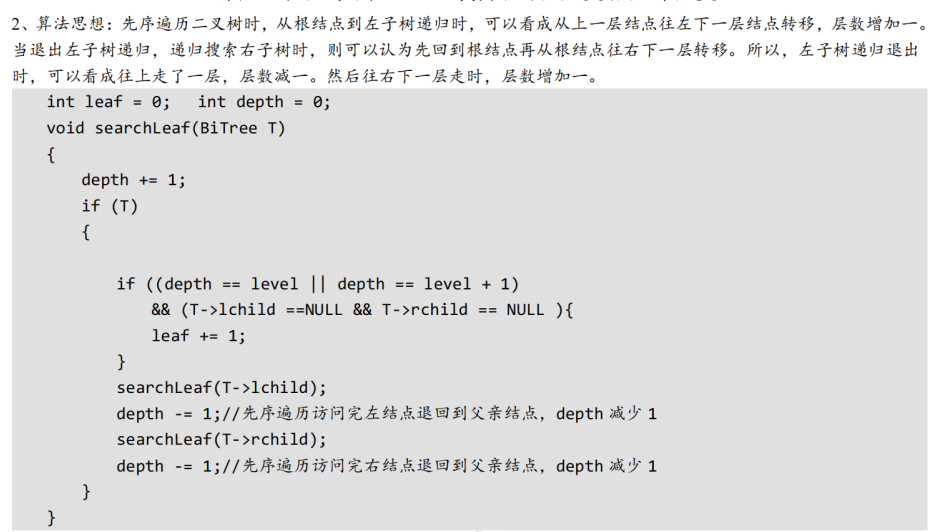 2、算法思想：先序遍历二叉树时，从根结点到左子树递归时，可以看成从上一层结点往左下一层结点转移，层数增加一。
当退出左子树递归，递归搜索右子树时，则可以认为先回到根结点再从根结点往右下一层转移。所以，左子树递归退出
时，可以看成往上走了一层，层数减一。然后往右下一层走时，层数增加一。
int leaf = 0;   int depth = 0;
void searchLeaf(BiTree T)
{
depth += 1;
if (T)
{
if ((depth == level || depth == level + 1)
&& (T->lchild ==NULL && T->rchild == NULL ){
leaf += 1;
}
searchLeaf(T->lchild);
depth -= 1;//先序遍历访问完左结点退回到父亲结点，depth 减少 1
searchLeaf(T->rchild);
depth -= 1;//先序遍历访问完右结点退回到父亲结点，depth 减少 1
}
}